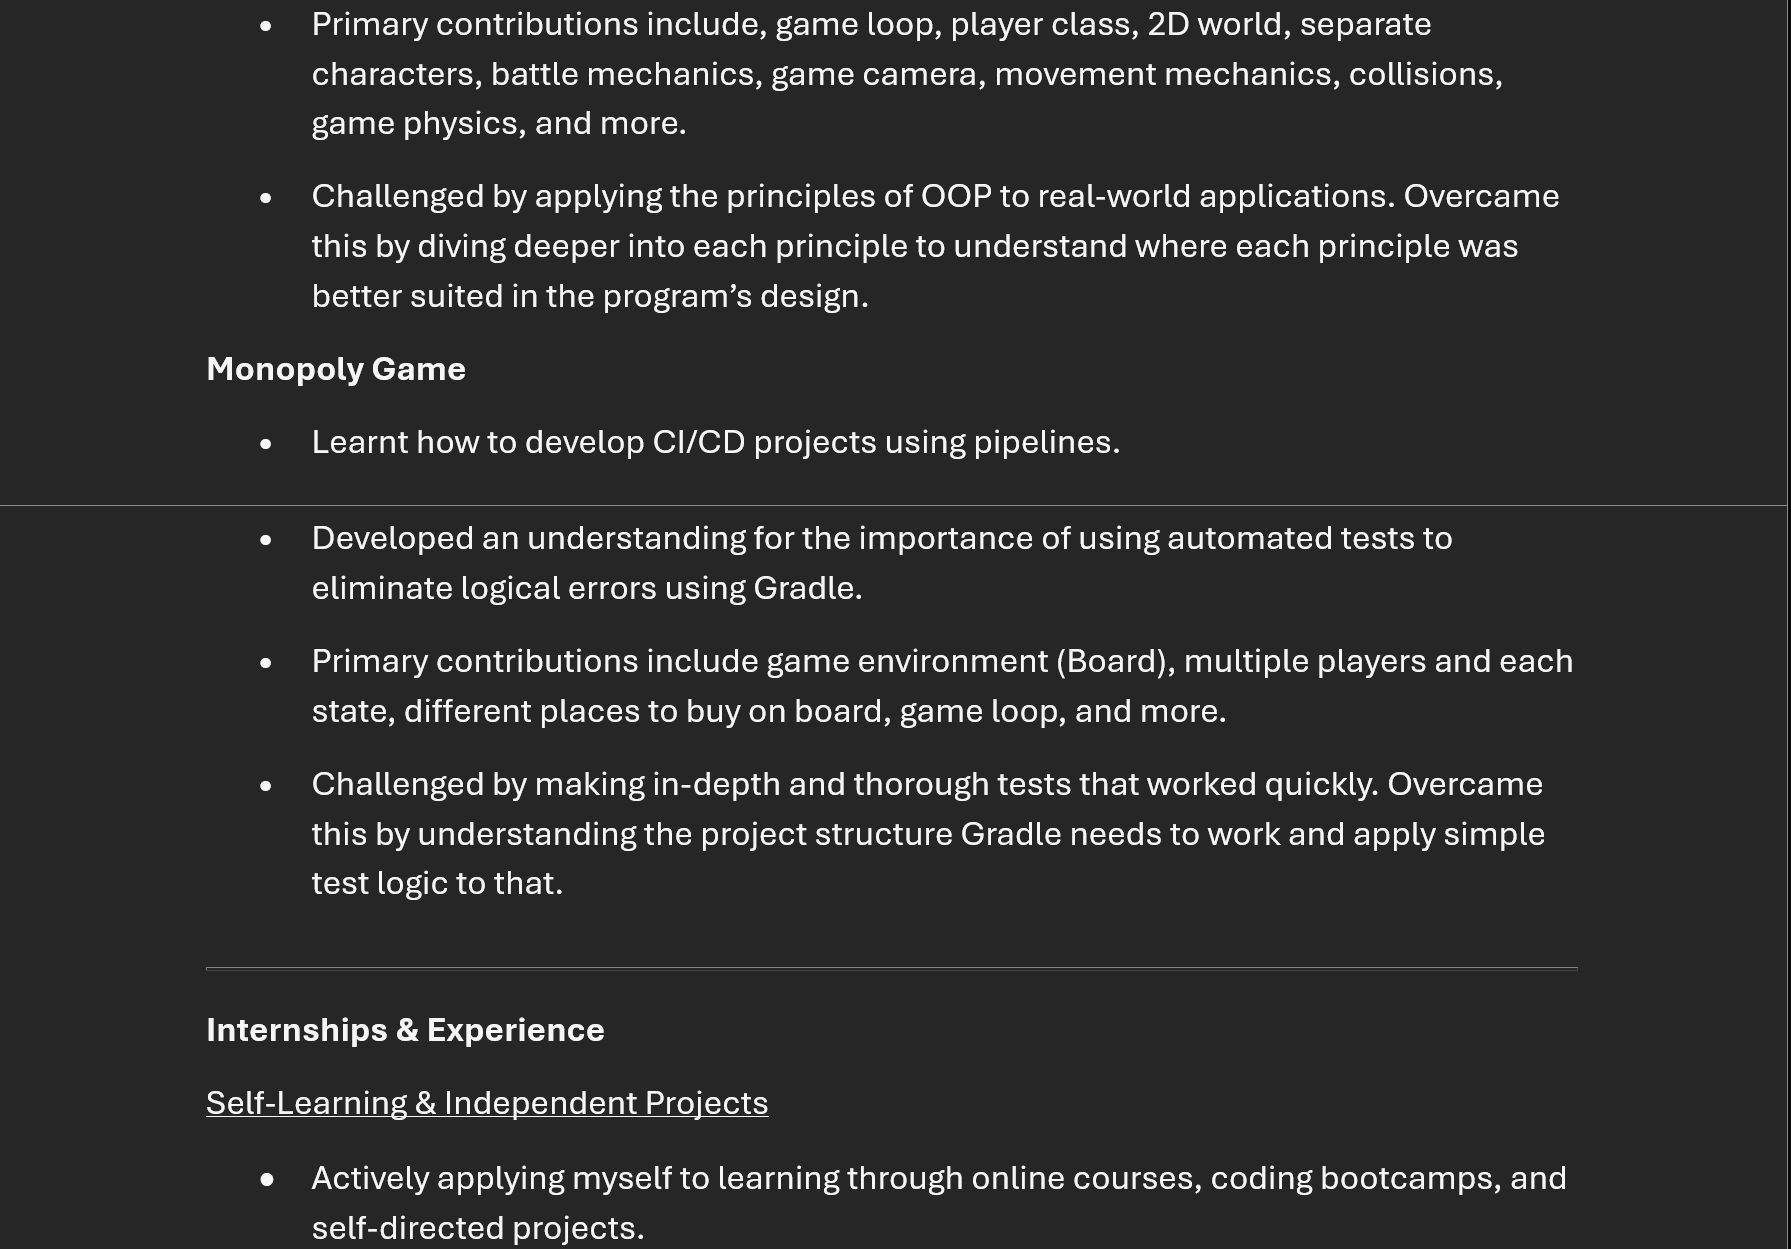 • Primary contributions include, game loop, player class, 2D world, separate
characters, battle mechanics, game camera, movement mechanics, collisions,
game physics, and more.
• Challenged by applying the principles of OOP to real-world applications. Overcame
this by diving deeper into each principle to understand where each principle was
better suited in the program’s design.
Monopoly Game
• Learnt how to develop CI/CD projects using pipelines.
• Developed an understanding for the importance of using automated tests to
eliminate logical errors using Gradle.
• Primary contributions include game environment (Board), multiple players and each
state, different places to buy on board, game loop, and more.
• Challenged by making in-depth and thorough tests that worked quickly. Overcame
this by understanding the project structure Gradle needs to work and apply simple
test logic to that.
Internships & Experience
Self-Learning & Independent Projects
• Actively applying myself to learning through online courses, coding bootcamps, and
self-directed projects.